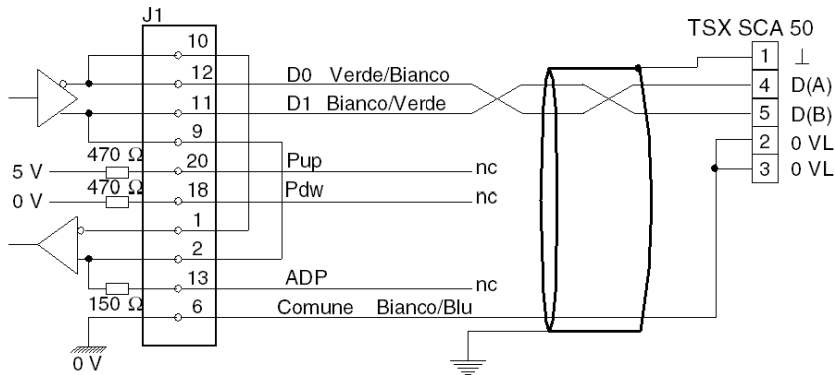 J1
TSX SCA 50
10
1 ⊥
12 D0 Verde/Bianco
4 D(A)
11 D1 Bianco/Verde
5 D(B)
9
2 0 VL
470 Ω
5 V 20 Pup nc
3 0 VL
470 Ω
0 V 18 Pdw nc
1
2
13 ADP nc
150 Ω
6 Comune Bianco/Blu
0 V